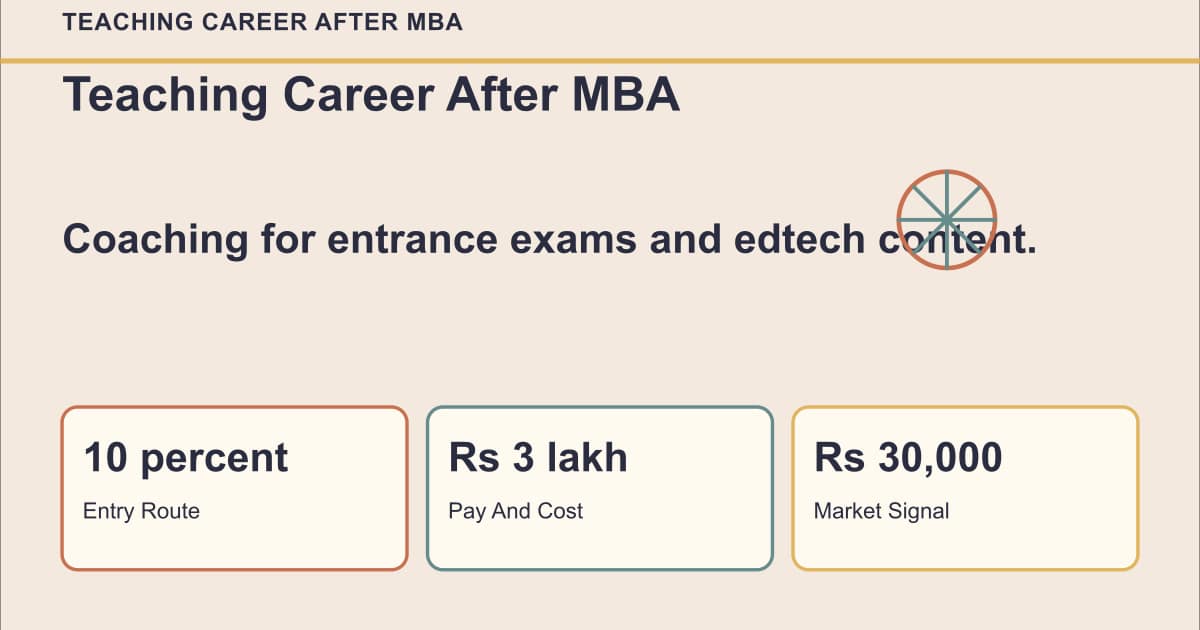 TEACHING CAREER AFTER MBA
Teaching Career After MBA
Coaching for entrance exams and edtech content.
10 percent
Entry Route
Rs 3 lakh
Pay And Cost
Rs 30,000
Market Signal